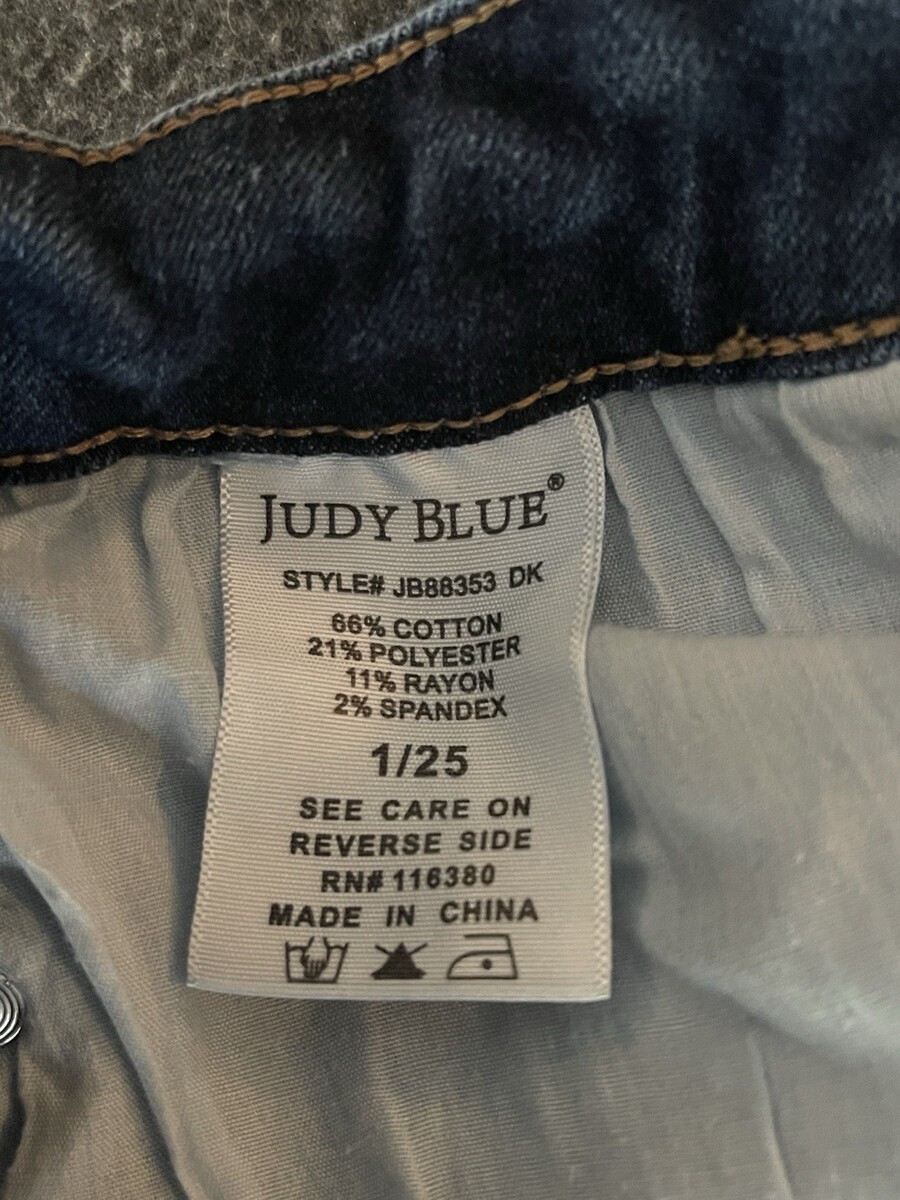 JUDY BLUE®
STYLE# JB88353 DK
66% COTTON
21% POLYESTER
11% RAYON
2% SPANDEX
1/25
SEE CARE ON
REVERSE SIDE
RN# 116380
MADE IN CHINA